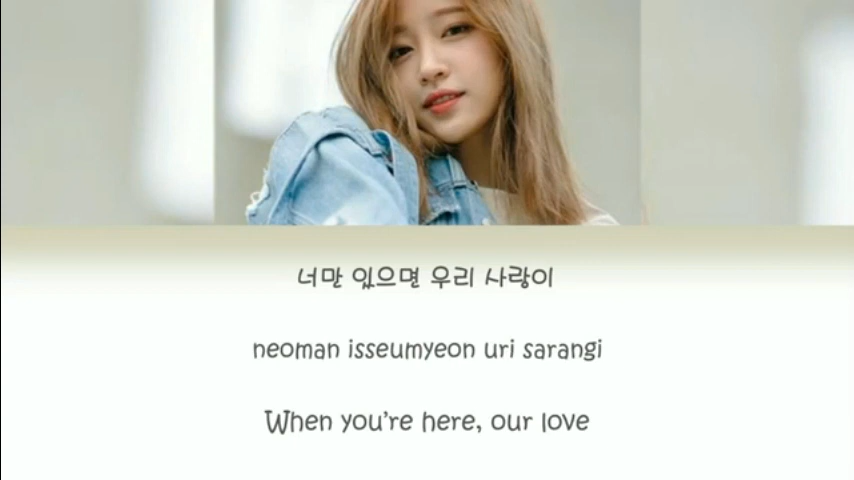 너만 있으면 우리 사랑이
neoman isseumyeon uri sarangi
When you're here, our love